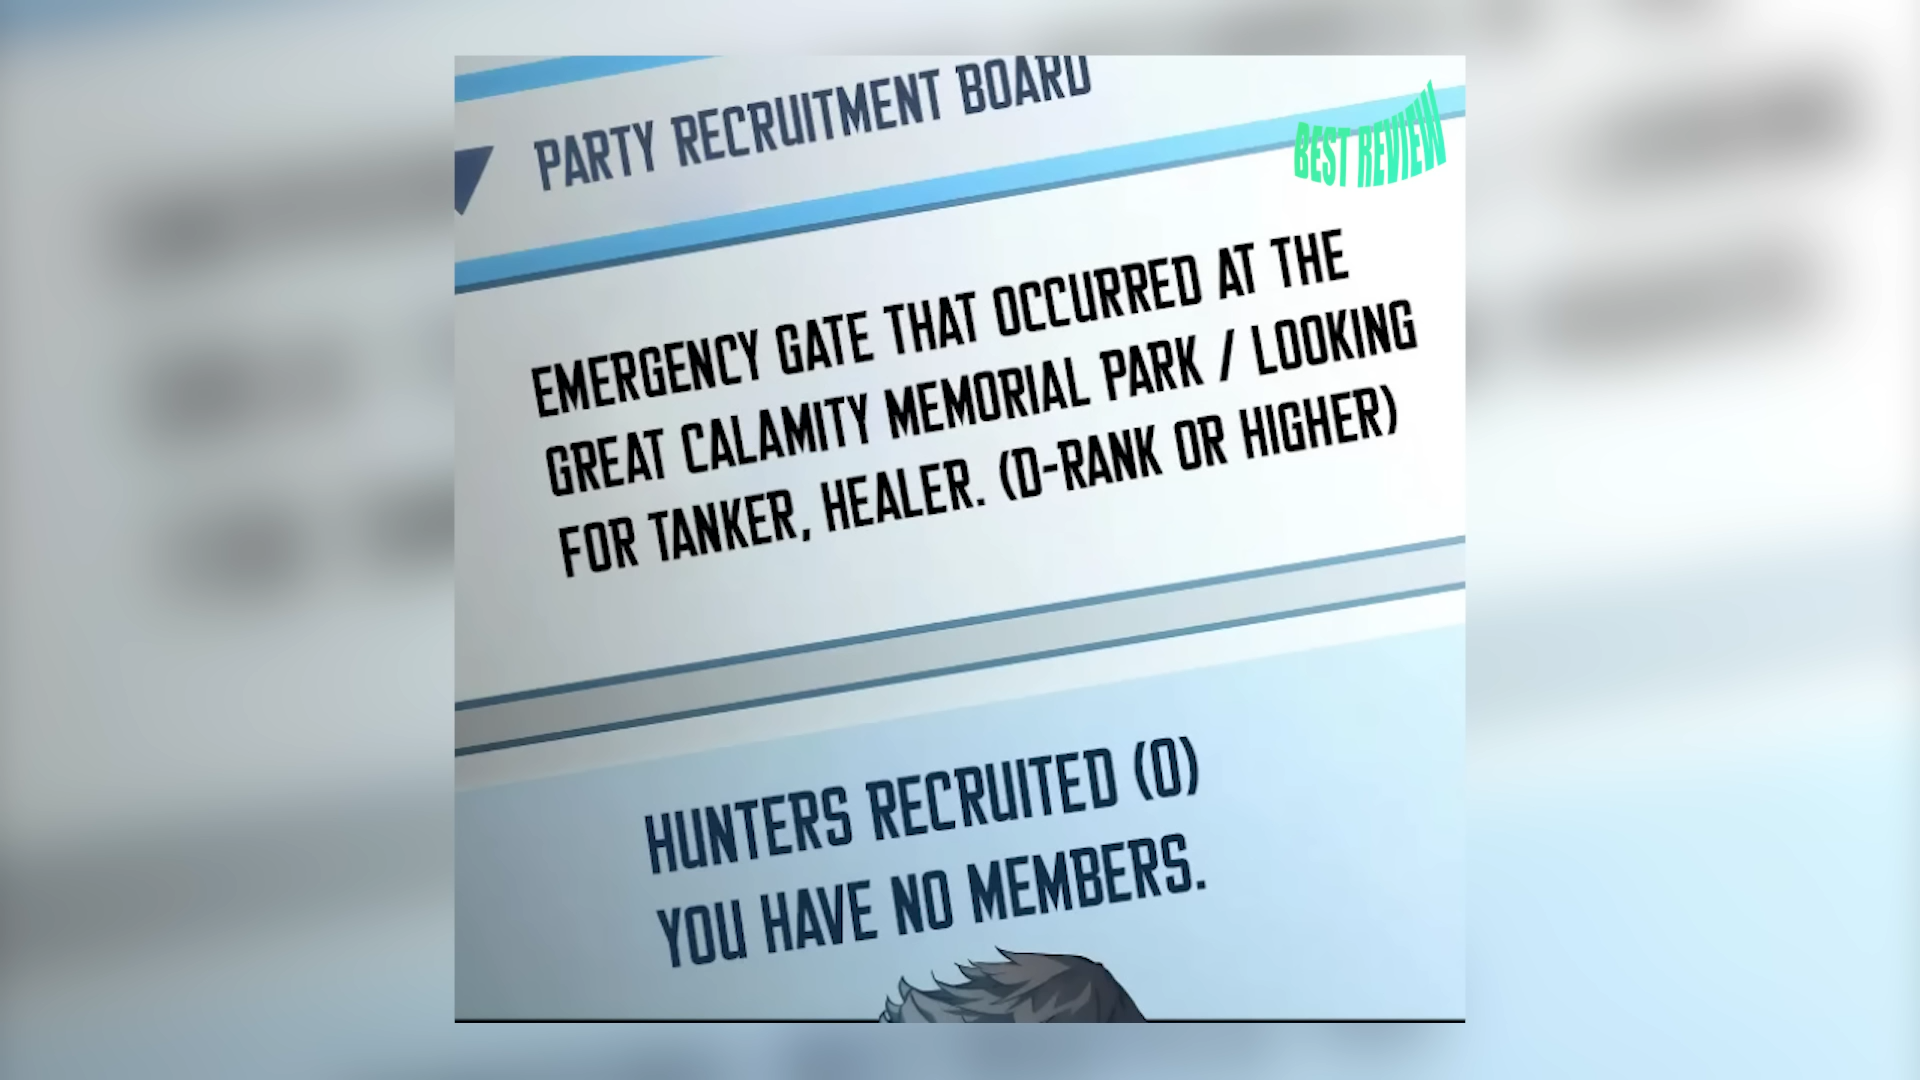 PARTY RECRUITMENT BOARD
BEST REVIEW
EMERGENCY GATE THAT OCCURRED AT THE
GREAT CALAMITY MEMORIAL PARK / LOOKING
FOR TANKER, HEALER. (D-RANK OR HIGHER)
HUNTERS RECRUITED (0)
YOU HAVE NO MEMBERS.